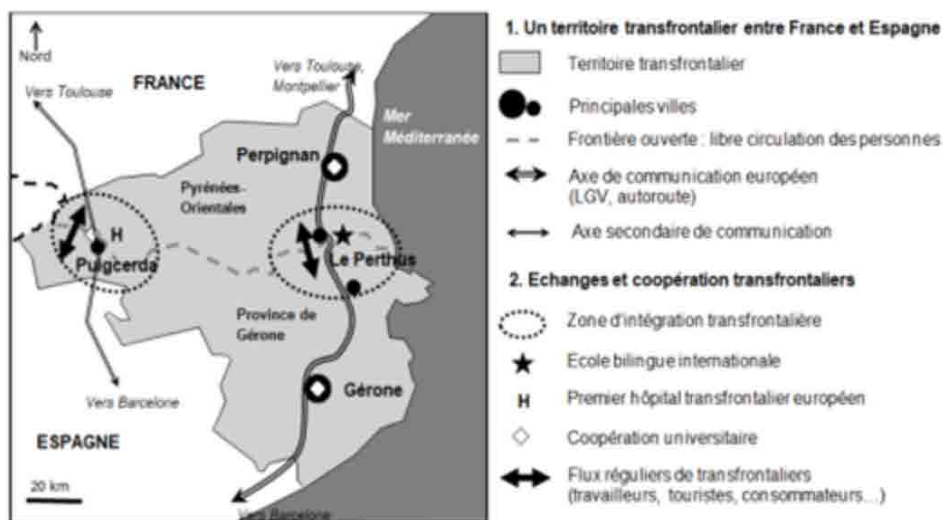 Nord
FRANCE
Vers Toulouse,
Montpellier
Vers Toulouse
Mer
Méditerranée
Perpignan
Pyrénées-
Orientales
H
Puigcerda
Le Perthus
Province de
Gérone
Gérone
Vers Barcelone
ESPAGNE
20 km
Vers Barcelone
1. Un territoire transfrontalier entre France et Espagne
Territoire transfrontalier
Principales villes
Frontière ouverte : libre circulation des personnes
Axe de communication européen
(LGV, autoroute)
Axe secondaire de communication
2. Echanges et coopération transfrontaliers
Zone d'intégration transfrontalière
Ecole bilingue internationale
H Premier hôpital transfrontalier européen
Coopération universitaire
Flux réguliers de transfrontaliers
(travailleurs, touristes, consommateurs…)